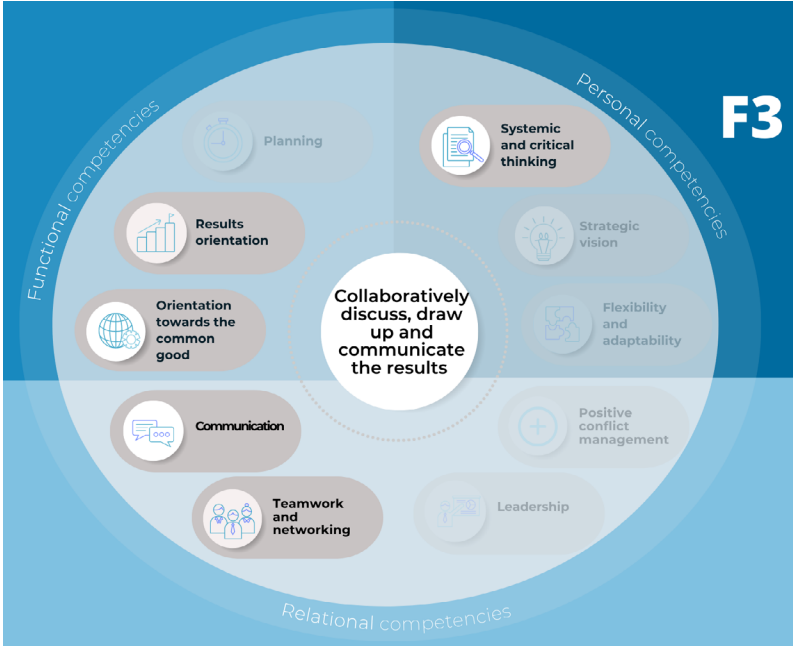 F3
Functional competencies
Personal competencies
Planning
Systemic
and critical
thinking
Results
orientation
Strategic
vision
Orientation
towards the
common
good
Flexibility
and
adaptability
Collaboratively
discuss, draw
up and
communicate
the results
Communication
Positive
conflict
management
Teamwork
and
networking
Leadership
Relational competencies